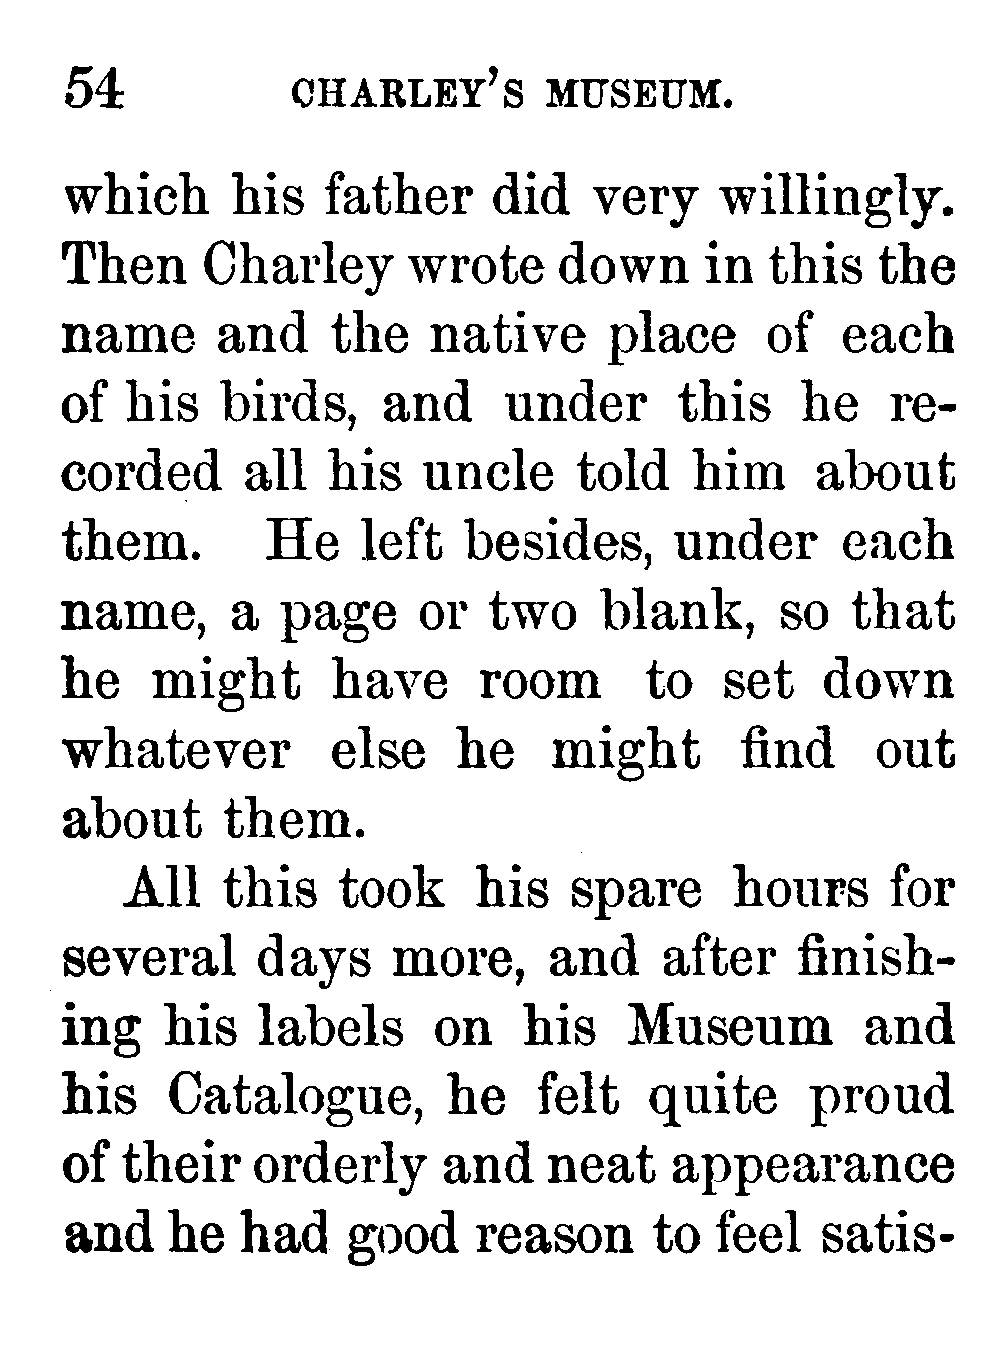 54 CHARLEY'S MUSEUM.
which his father did very willingly.
Then Charley wrote down in this the
name and the native place of each
of his birds, and under this he re-
corded all his uncle told him about
them. He left besides, under each
name, a page or two blank, so that
he might have room to set down
whatever else he might find out
about them.
All this took his spare hours for
several days more, and after finish-
ing his labels on his Museum and
his Catalogue, he felt quite proud
of their orderly and neat appearance
and he had good reason to feel satis-